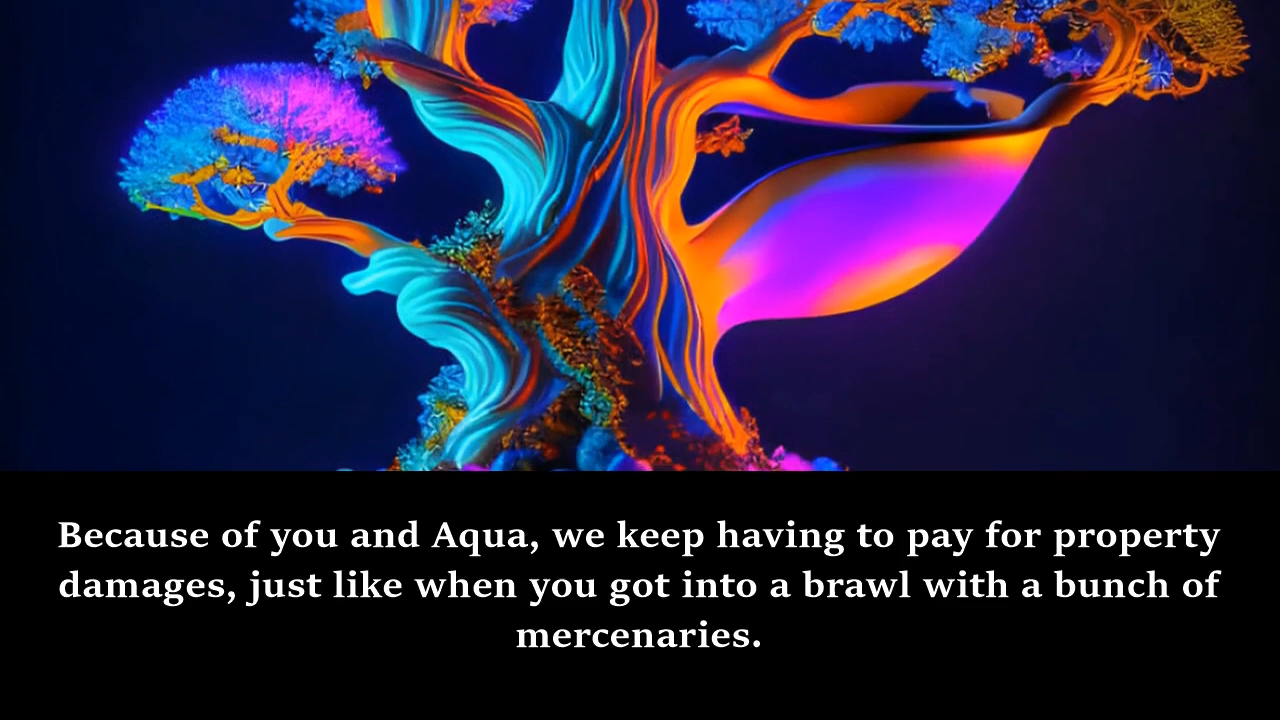 Because of you and Aqua, we keep having to pay for property
damages, just like when you got into a brawl with a bunch of
mercenaries.